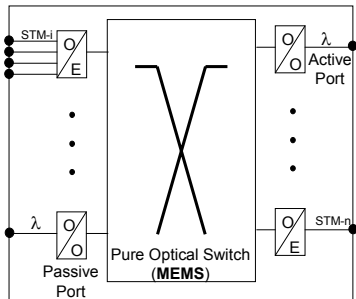 STM-i
O
E
O
O
λ
Active
Port
λ
O
O
Passive
Port
Pure Optical Switch
(MEMS)
O
E
STM-n